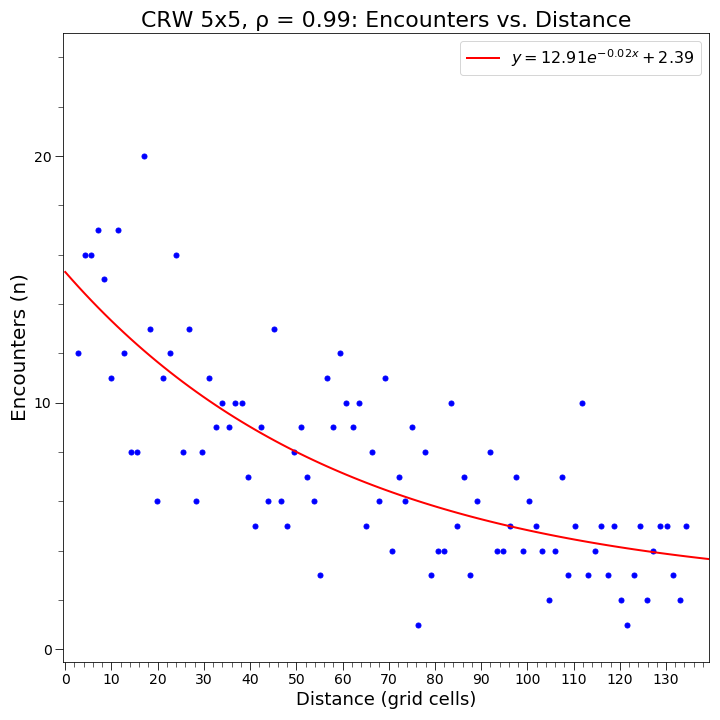 CRW 5x5, ρ = 0.99: Encounters vs. Distance
y = 12.91e^{-0.02x} + 2.39
Encounters (n)
20
10
0
0 10 20 30 40 50 60 70 80 90 100 110 120 130
Distance (grid cells)